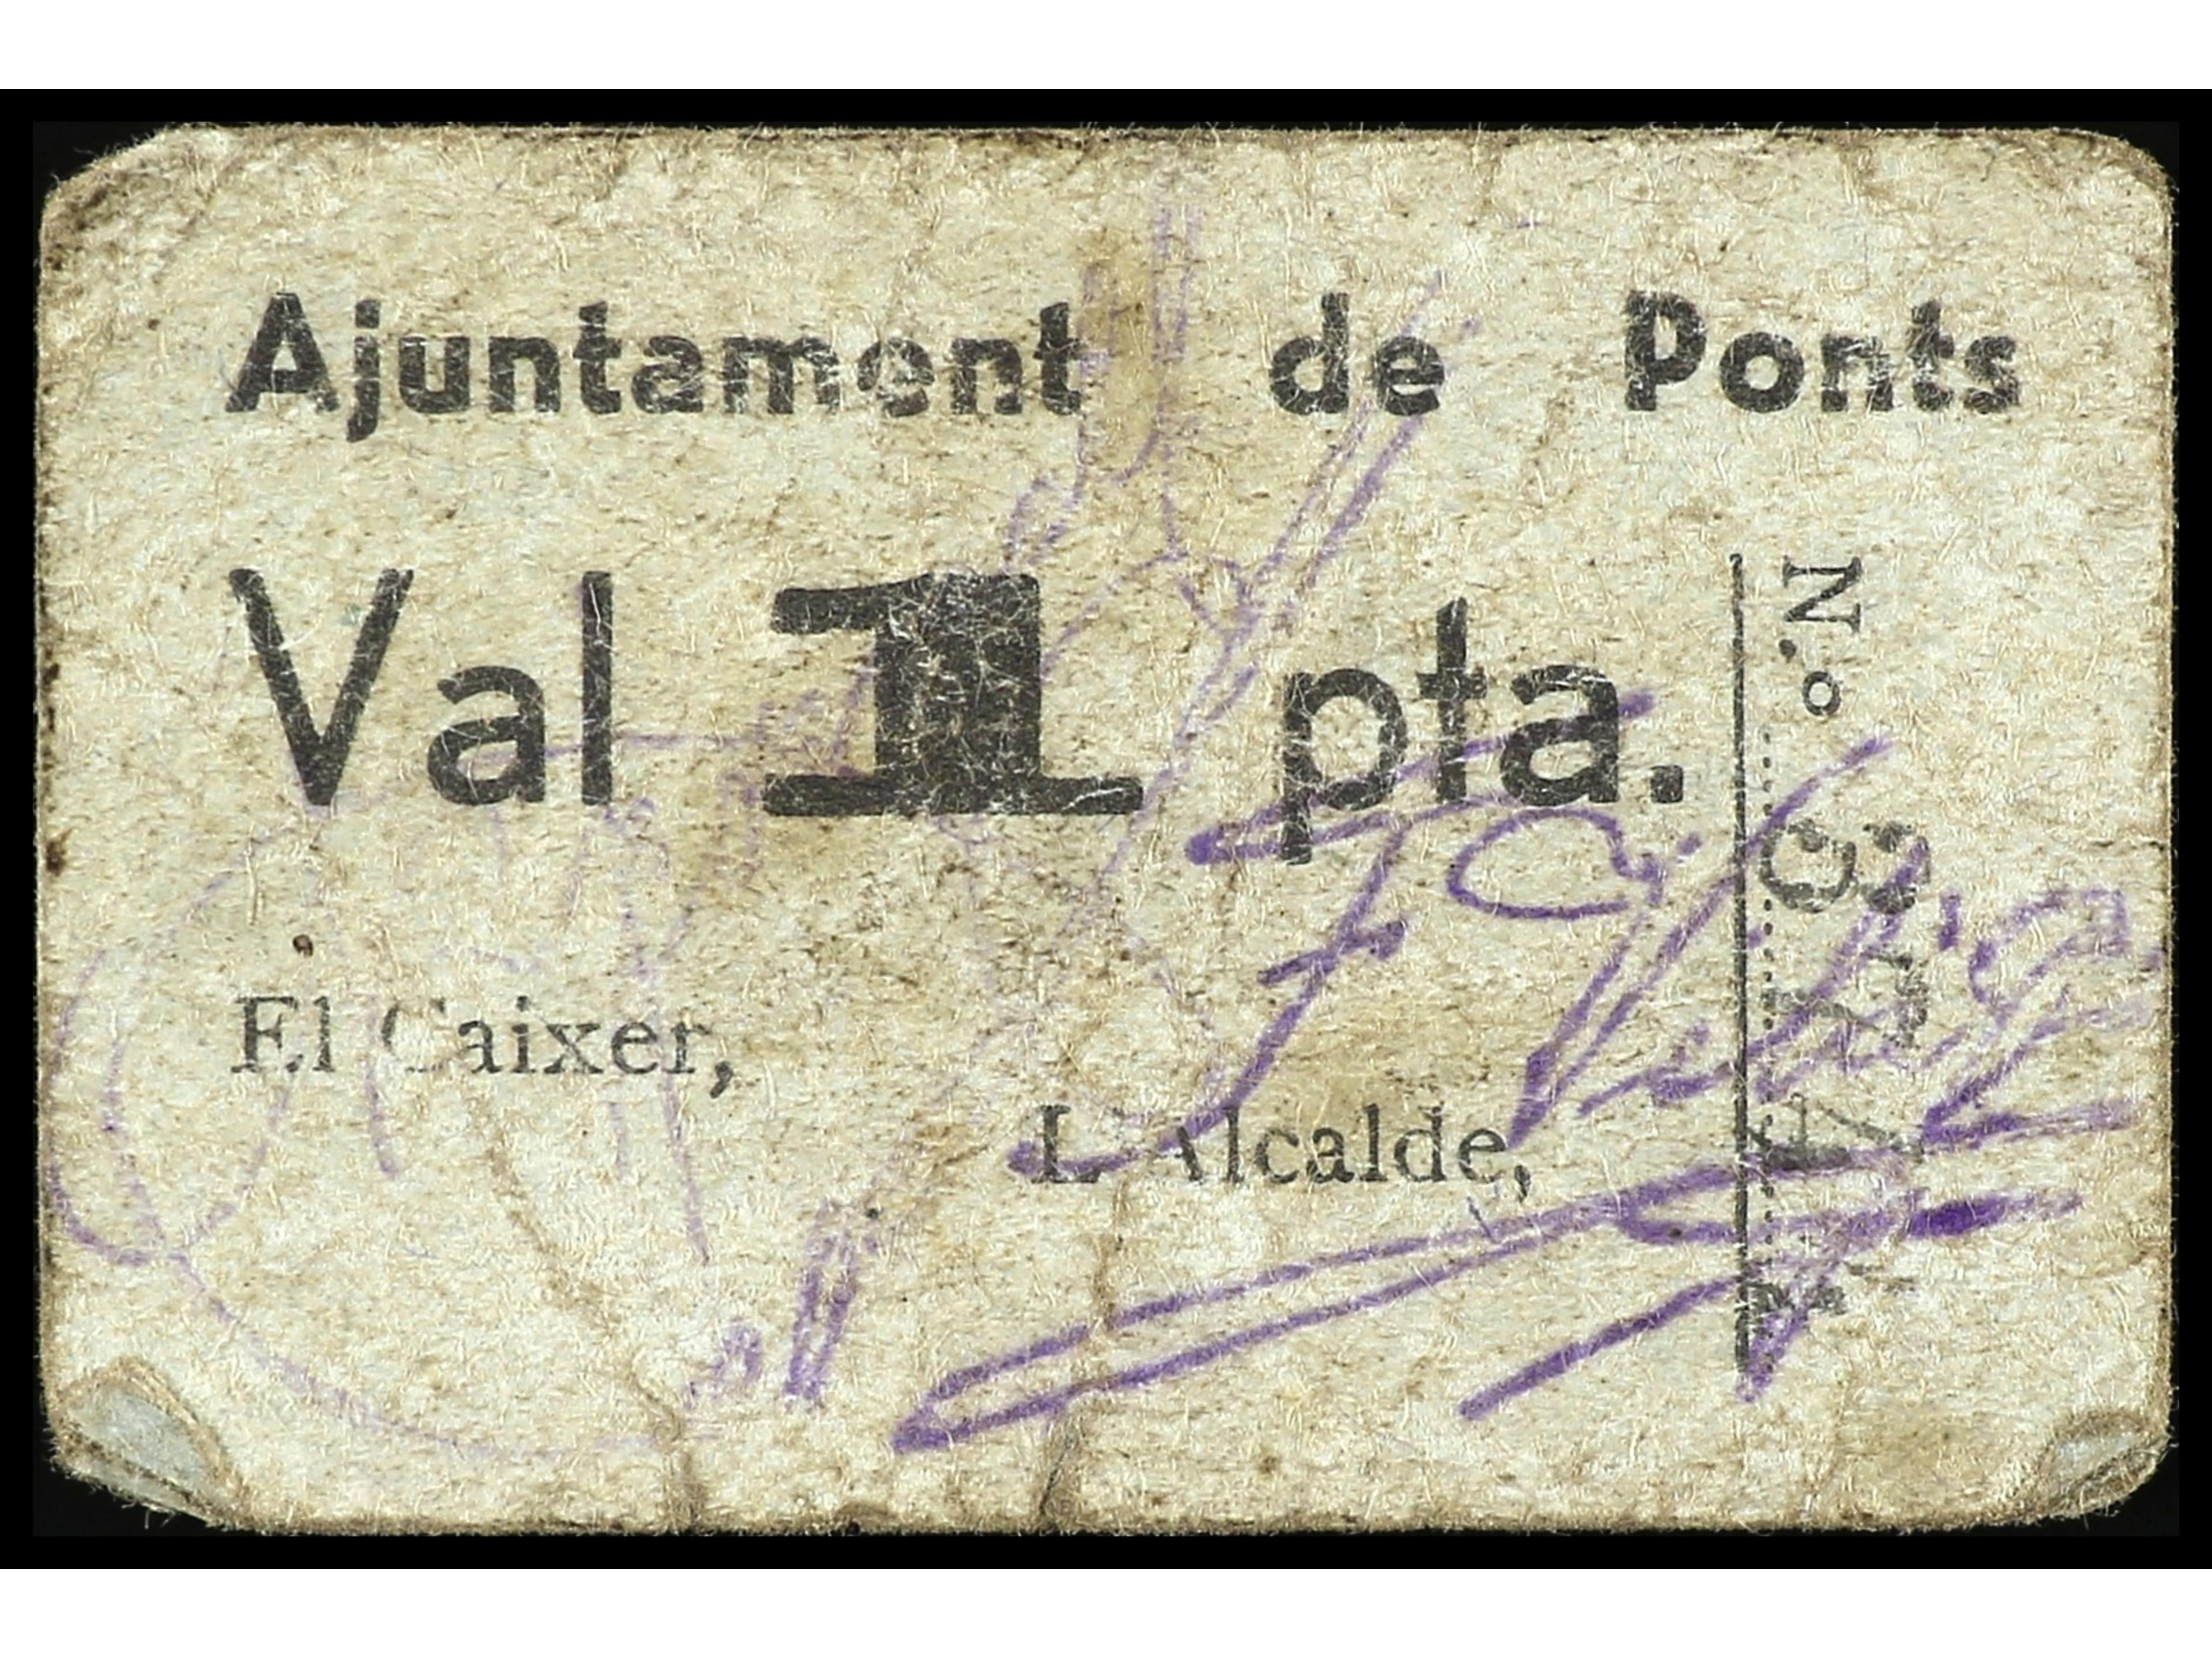 Ajuntament de Ponts
Val 1 pta.
N.º
El Caixer,
L'Alcalde,